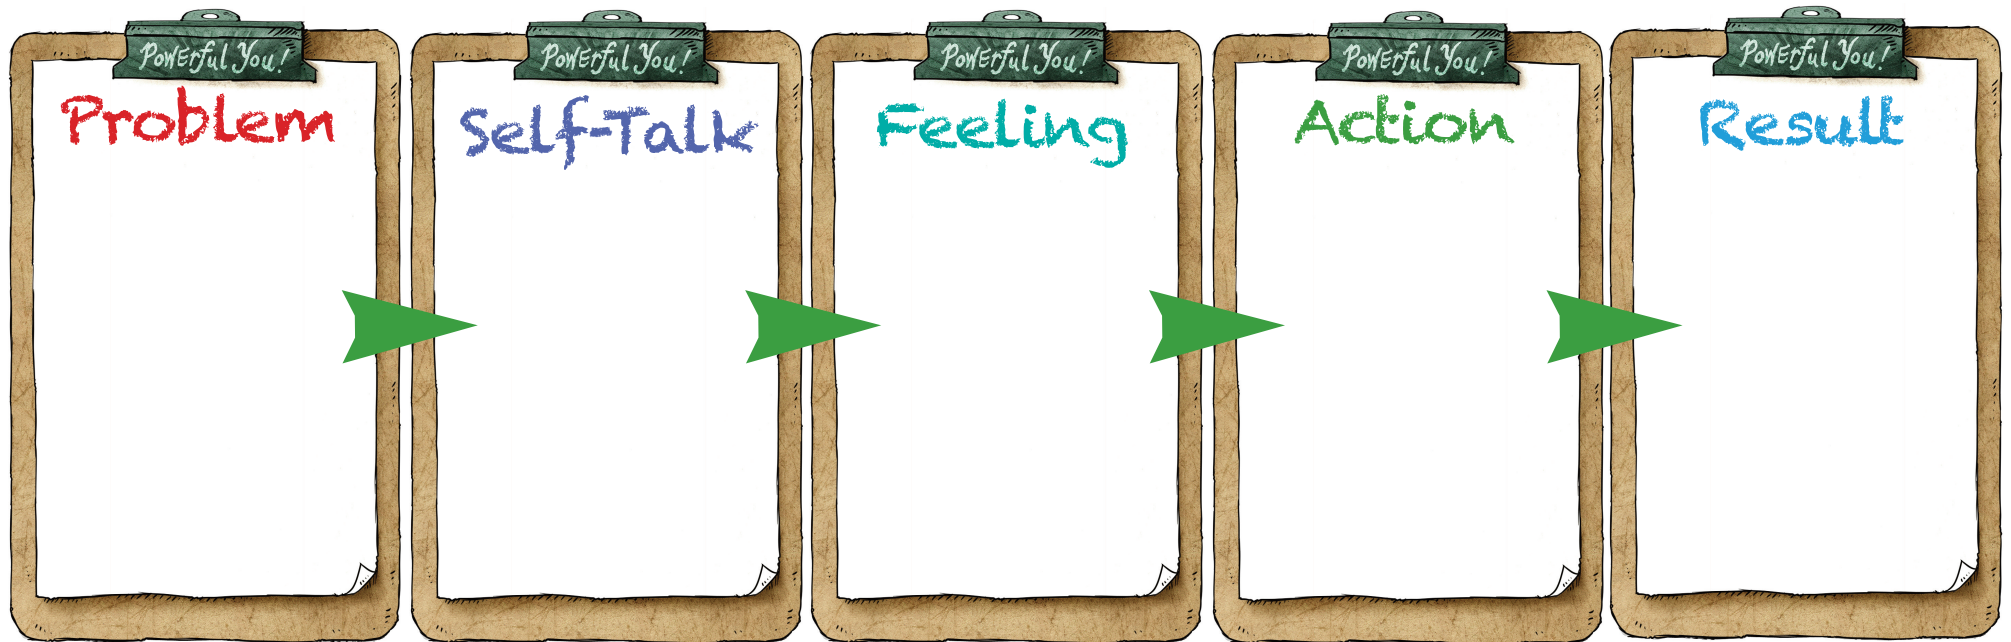 Powerful You!
Problem
Powerful You!
Self-Talk
Powerful You!
Feeling
Powerful You!
Action
Powerful You!
Result